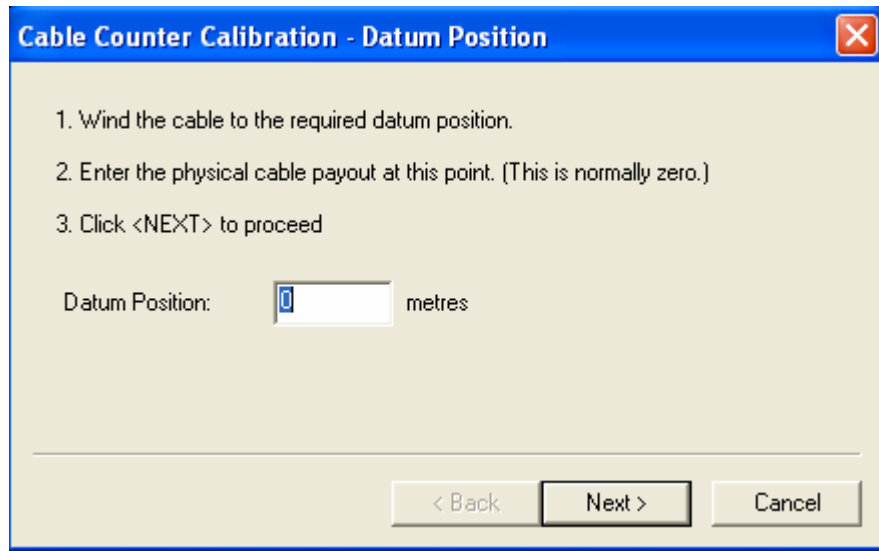 Cable Counter Calibration - Datum Position
1. Wind the cable to the required datum position.
2. Enter the physical cable payout at this point. (This is normally zero.)
3. Click <NEXT> to proceed
Datum Position: 0 metres
< Back Next > Cancel